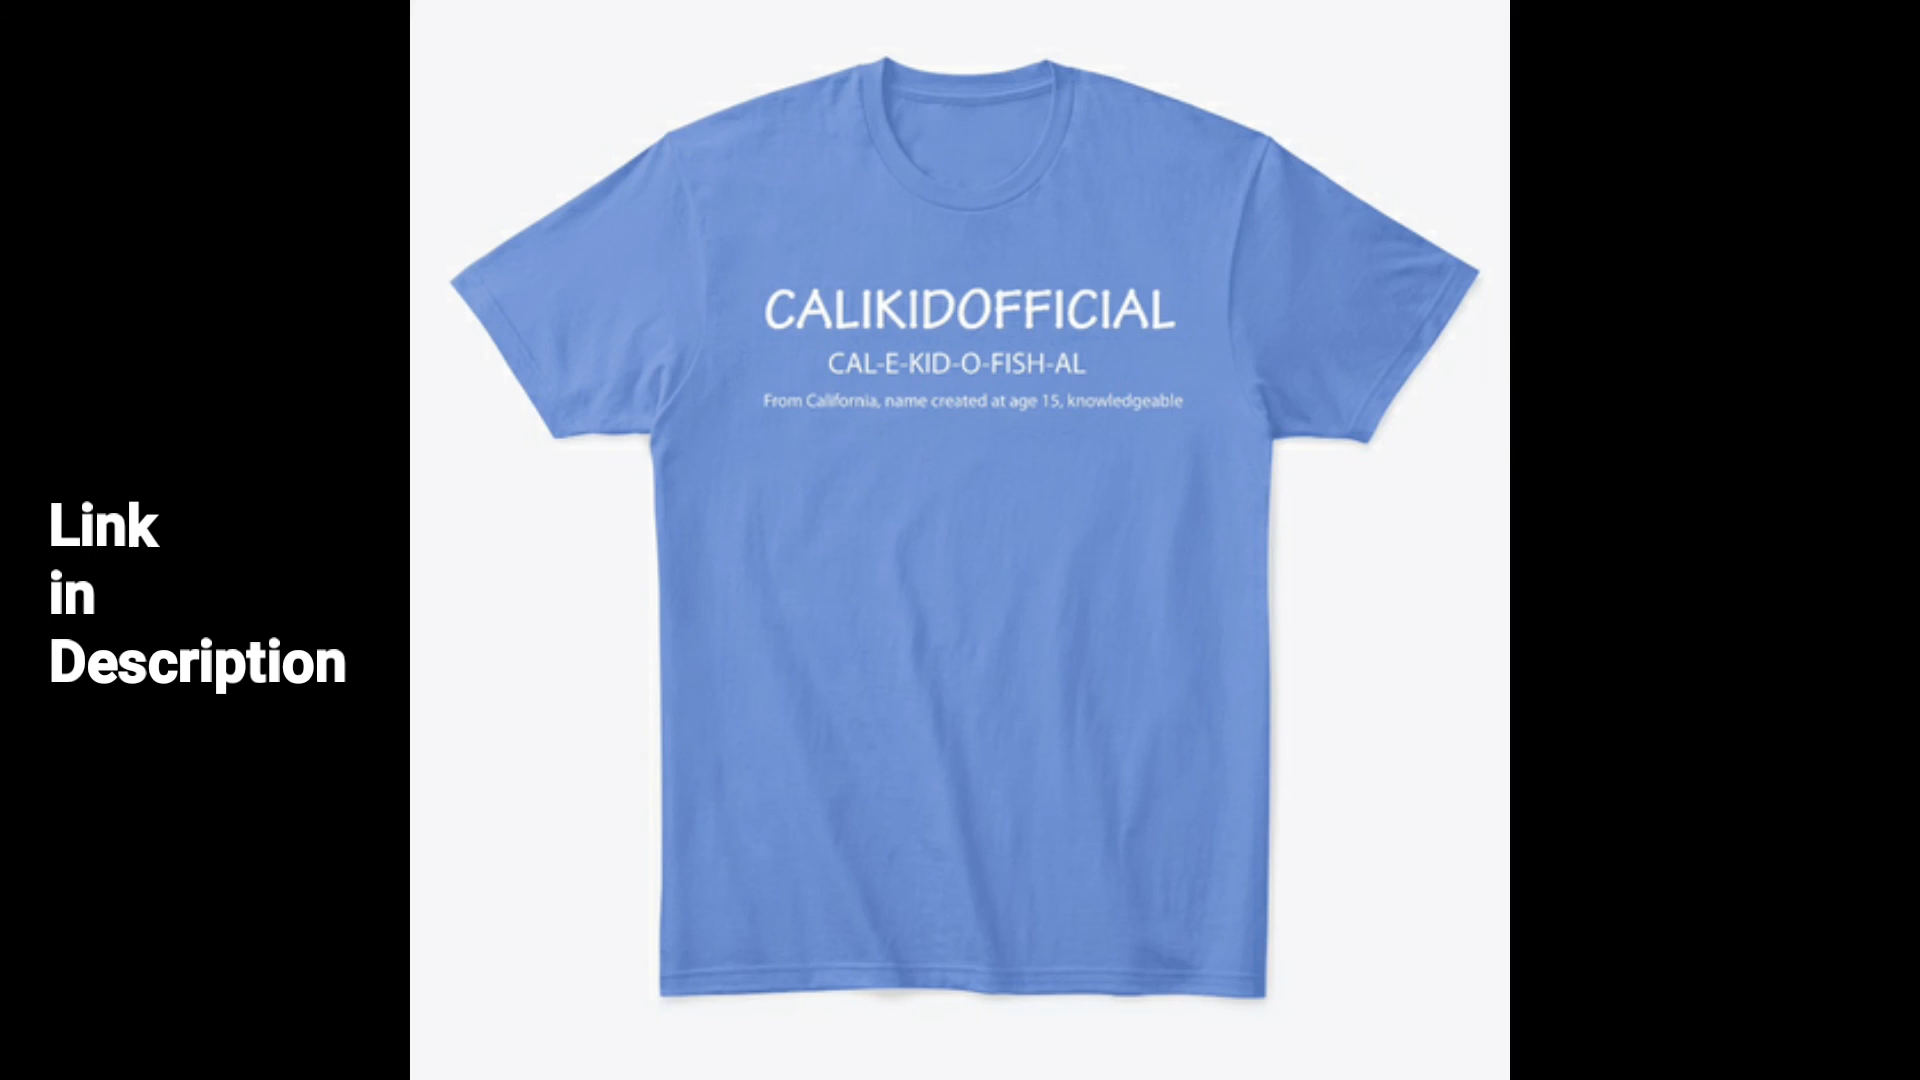 Link
in
Description
CALIKIDOFFICIAL
CAL-E-KID-O-FISH-AL
From California, name created at age 15, knowledgeable